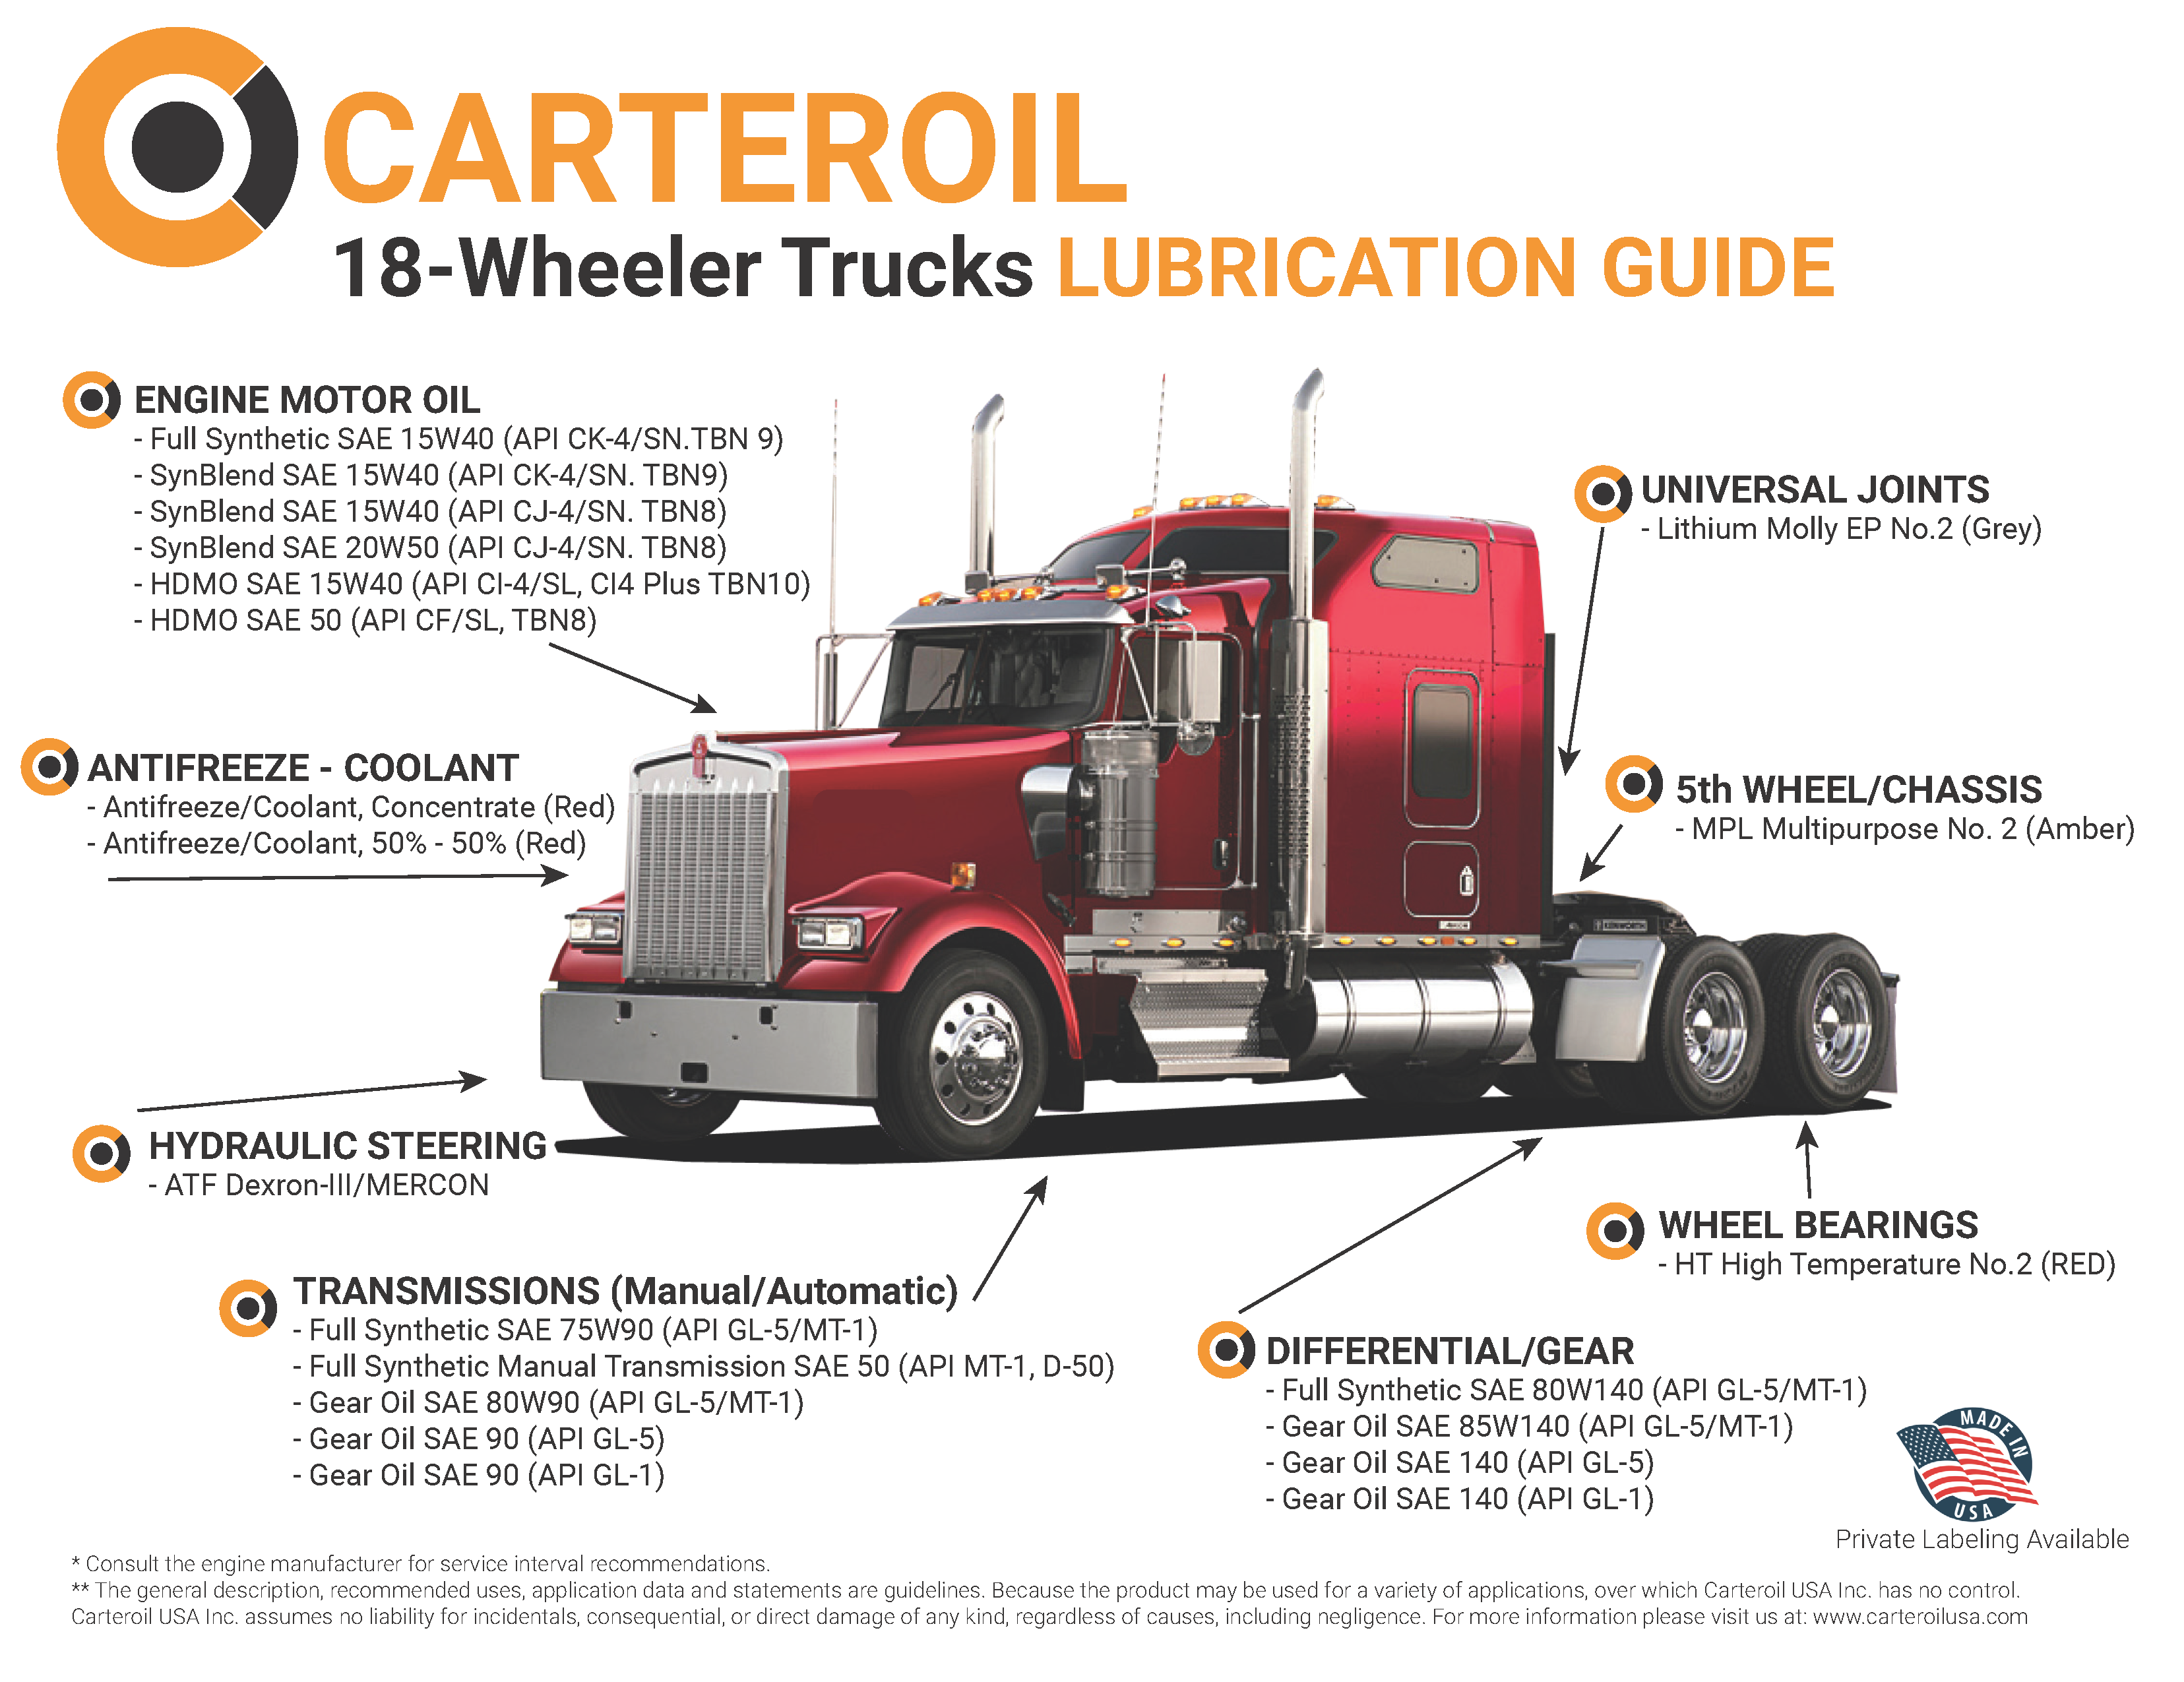 CARTEROIL
18-Wheeler Trucks LUBRICATION GUIDE
ENGINE MOTOR OIL
- Full Synthetic SAE 15W40 (API CK-4/SN.TBN 9)
- SynBlend SAE 15W40 (API CK-4/SN. TBN9)
- SynBlend SAE 15W40 (API CJ-4/SN. TBN8)
- SynBlend SAE 20W50 (API CJ-4/SN. TBN8)
- HDMO SAE 15W40 (API CI-4/SL, CI4 Plus TBN10)
- HDMO SAE 50 (API CF/SL, TBN8)
UNIVERSAL JOINTS
- Lithium Molly EP No.2 (Grey)
ANTIFREEZE - COOLANT
- Antifreeze/Coolant, Concentrate (Red)
- Antifreeze/Coolant, 50% - 50% (Red)
5th WHEEL/CHASSIS
- MPL Multipurpose No. 2 (Amber)
KENWORTH
HYDRAULIC STEERING
- ATF Dexron-III/MERCON
WHEEL BEARINGS
- HT High Temperature No.2 (RED)
TRANSMISSIONS (Manual/Automatic)
- Full Synthetic SAE 75W90 (API GL-5/MT-1)
- Full Synthetic Manual Transmission SAE 50 (API MT-1, D-50)
- Gear Oil SAE 80W90 (API GL-5/MT-1)
- Gear Oil SAE 90 (API GL-5)
- Gear Oil SAE 90 (API GL-1)
DIFFERENTIAL/GEAR
- Full Synthetic SAE 80W140 (API GL-5/MT-1)
- Gear Oil SAE 85W140 (API GL-5/MT-1)
- Gear Oil SAE 140 (API GL-5)
- Gear Oil SAE 140 (API GL-1)
MADE IN
USA
Private Labeling Available
* Consult the engine manufacturer for service interval recommendations.
** The general description, recommended uses, application data and statements are guidelines. Because the product may be used for a variety of applications, over which Carteroil USA Inc. has no control.
Carteroil USA Inc. assumes no liability for incidentals, consequential, or direct damage of any kind, regardless of causes, including negligence. For more information please visit us at: www.carteroilusa.com